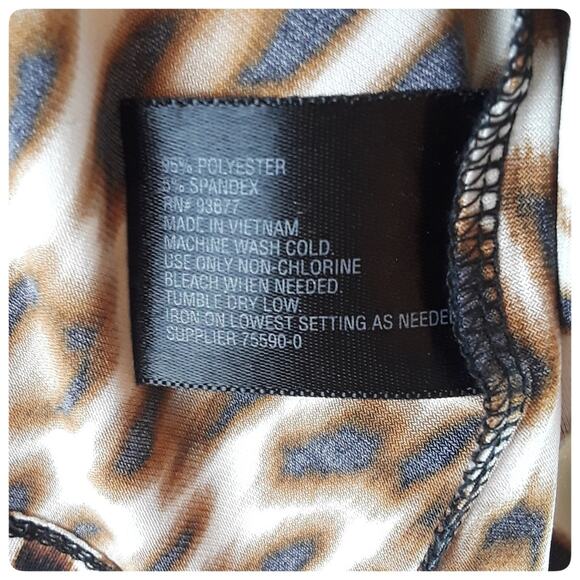 95% POLYESTER
5% SPANDEX
RN# 93677
MADE IN VIETNAM
MACHINE WASH COLD.
USE ONLY NON-CHLORINE
BLEACH WHEN NEEDED.
TUMBLE DRY LOW.
IRON ON LOWEST SETTING AS NEEDED
SUPPLIER 75590-0